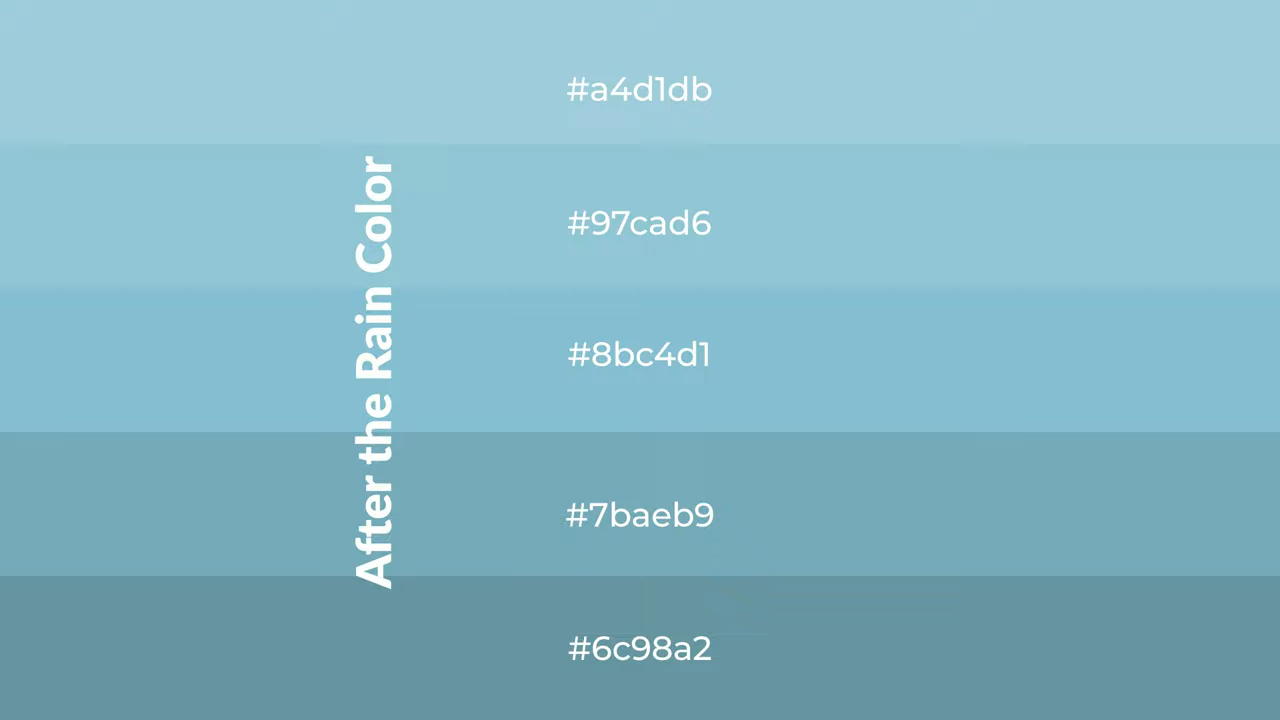 After the Rain Color
#a4d1db
#97cad6
#8bc4d1
#7baeb9
#6c98a2